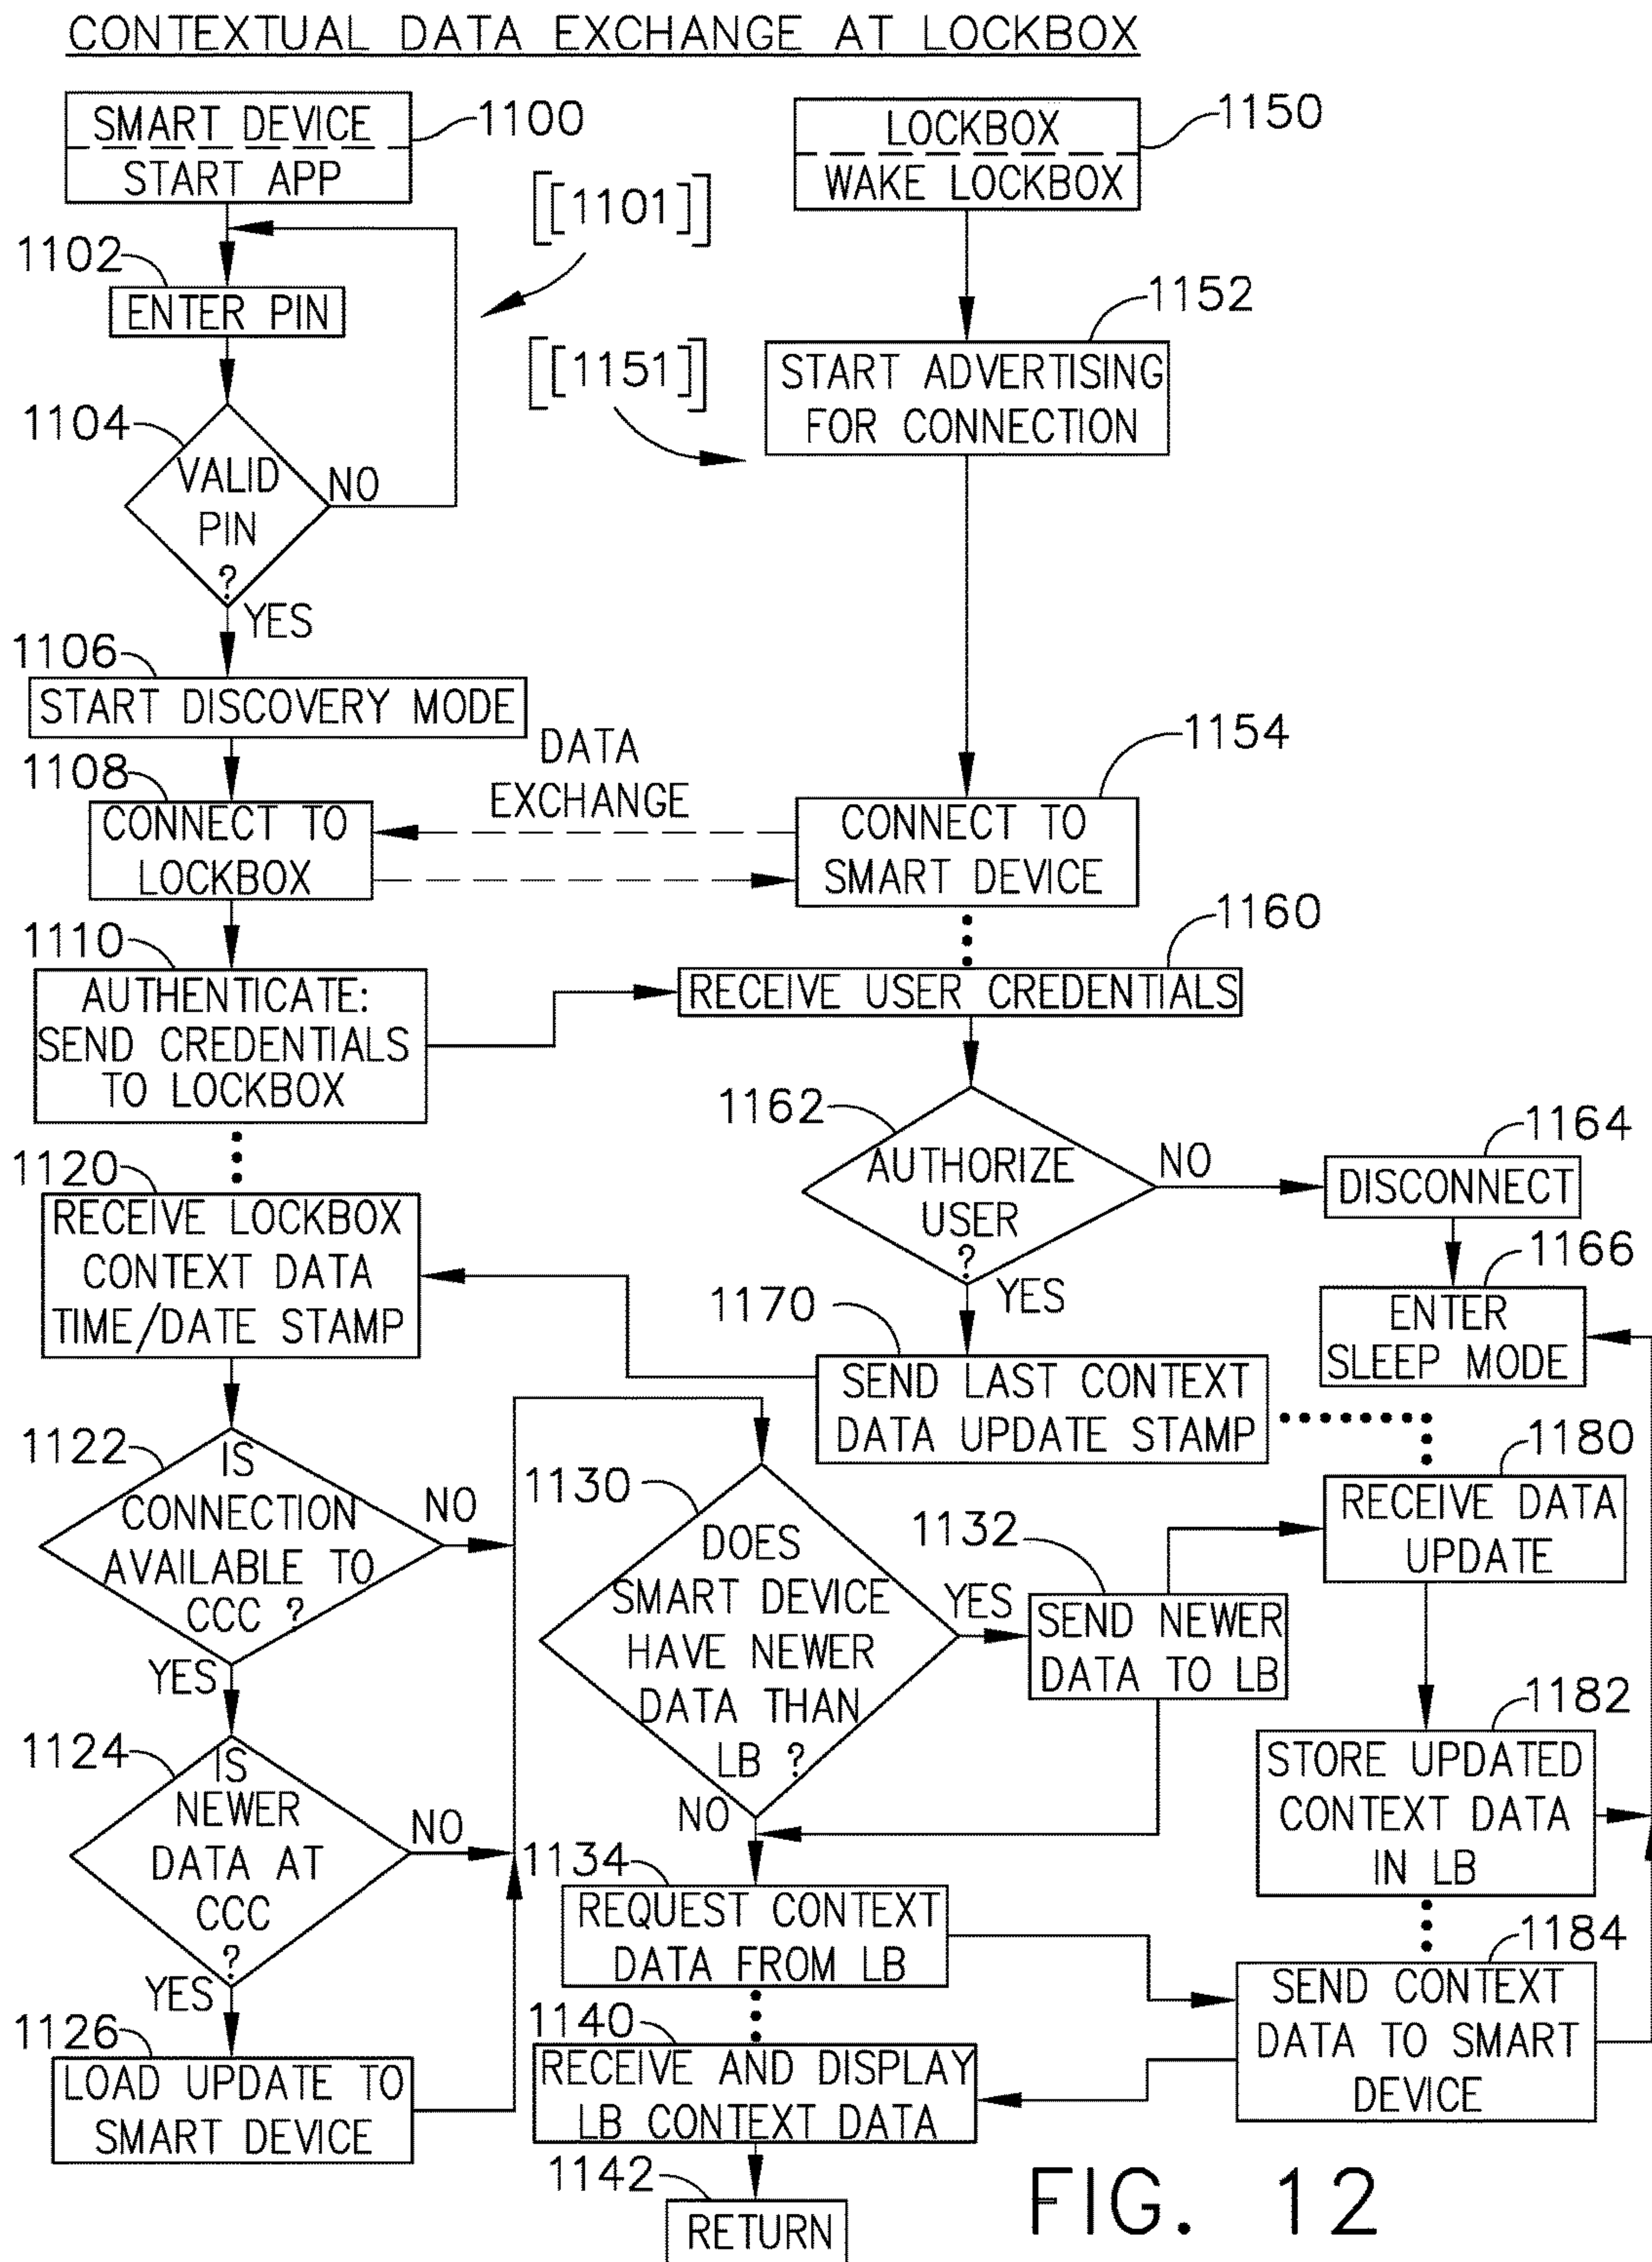 CONTEXTUAL DATA EXCHANGE AT LOCKBOX
SMART DEVICE
START APP
1100
LOCKBOX
WAKE LOCKBOX
1150
[[1101]]
1102
ENTER PIN
[[1151]]
1152
START ADVERTISING
FOR CONNECTION
1104
VALID
PIN
?
NO
YES
1106
START DISCOVERY MODE
DATA
EXCHANGE
1108
CONNECT TO
LOCKBOX
1154
CONNECT TO
SMART DEVICE
1110
AUTHENTICATE:
SEND CREDENTIALS
TO LOCKBOX
1160
RECEIVE USER CREDENTIALS
1162
AUTHORIZE
USER
?
NO
YES
1164
DISCONNECT
1166
ENTER
SLEEP MODE
1120
RECEIVE LOCKBOX
CONTEXT DATA
TIME/DATE STAMP
1170
SEND LAST CONTEXT
DATA UPDATE STAMP
1122
IS
CONNECTION
AVAILABLE TO
CCC ?
NO
YES
1130
DOES
SMART DEVICE
HAVE NEWER
DATA THAN
LB ?
YES
NO
1132
SEND NEWER
DATA TO LB
1180
RECEIVE DATA
UPDATE
1124
IS
NEWER
DATA AT
CCC
?
NO
YES
1182
STORE UPDATED
CONTEXT DATA
IN LB
1134
REQUEST CONTEXT
DATA FROM LB
1184
SEND CONTEXT
DATA TO SMART
DEVICE
1126
LOAD UPDATE TO
SMART DEVICE
1140
RECEIVE AND DISPLAY
LB CONTEXT DATA
1142
RETURN
FIG. 12